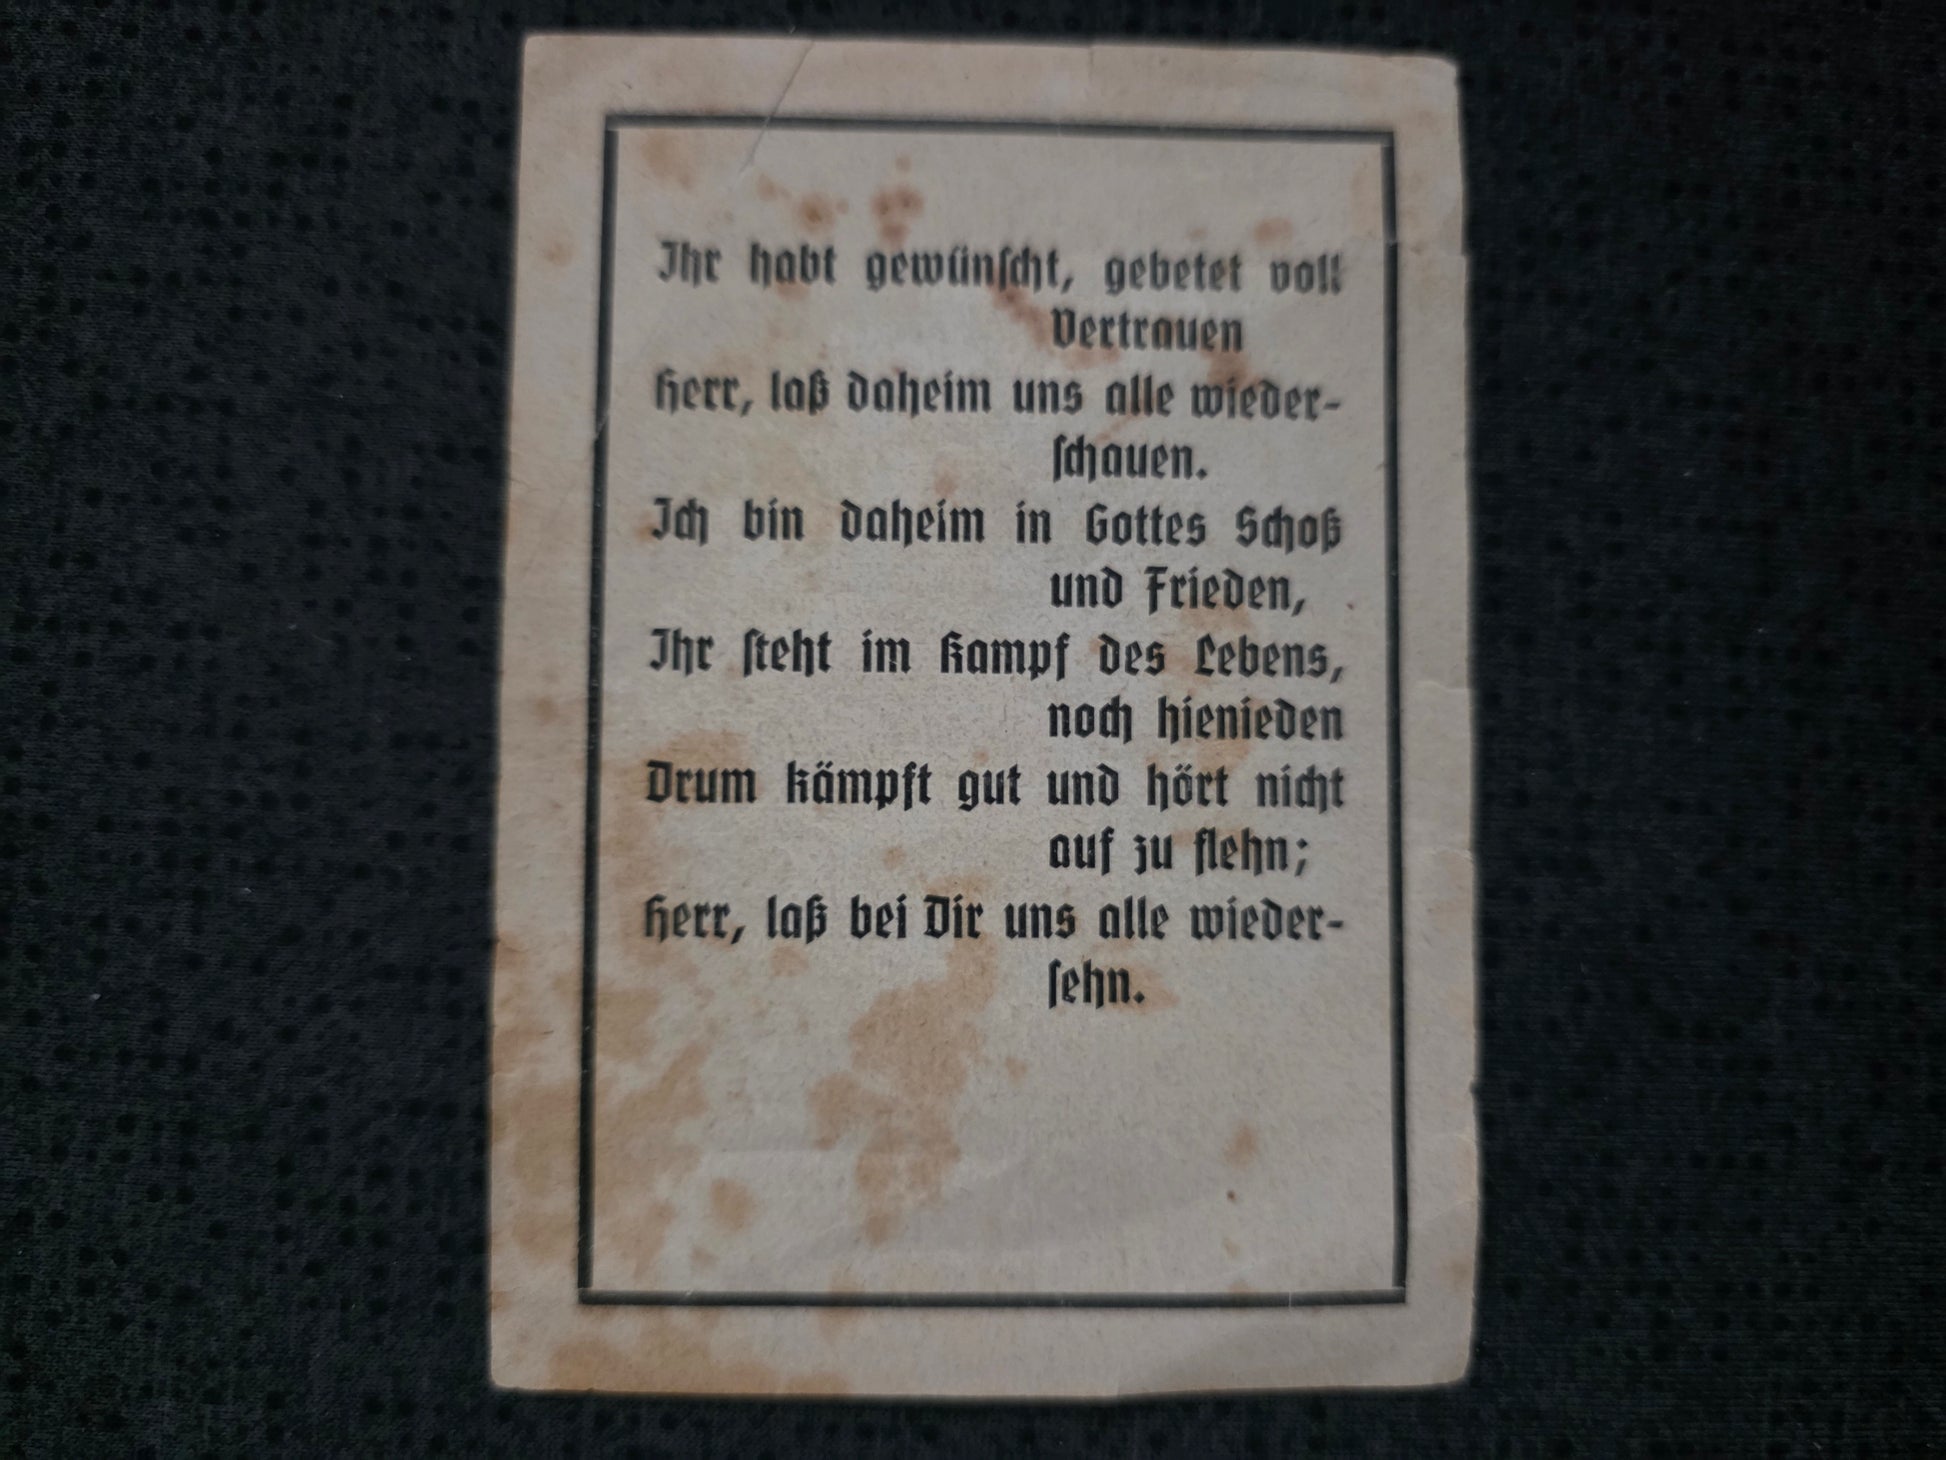 Ihr habt gewünscht, gebetet voll
Vertrauen
Herr, laß daheim uns alle wieder-
schauen.
Ich bin daheim in Gottes Schoß
und Frieden,
Ihr steht im Kampf des Lebens,
noch hienieden
Drum kämpft gut und hört nicht
auf zu flehn;
Herr, laß bei Dir uns alle wieder-
sehn.